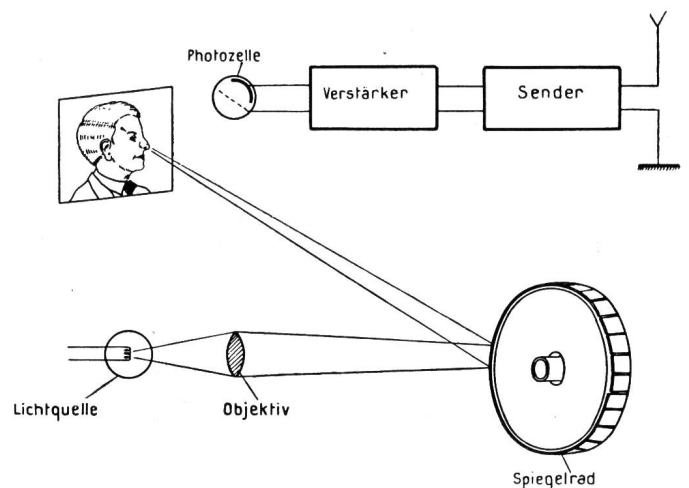 Photozelle
Verstärker
Sender
Lichtquelle
Objektiv
Spiegelrad